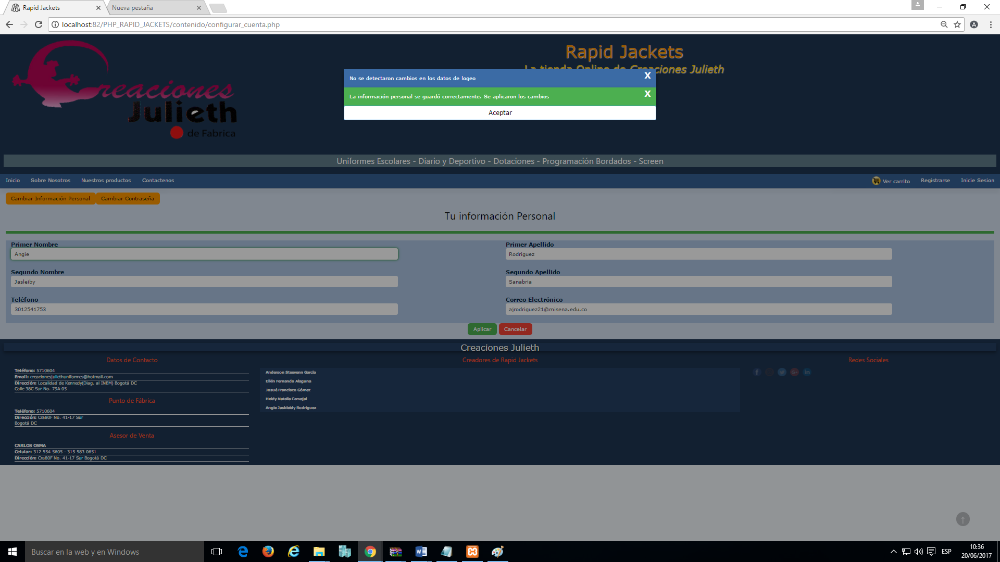 Rapid Jackets
Nueva pestaña
localhost:82/PHP_RAPID_JACKETS/contenido/configurar_cuenta.php
Creaciones
Julieth
de Fabrica
Rapid Jackets
La tienda Online de Creaciones Julieth
No se detectaron cambios en los datos de logeo
X
La información personal se guardó correctamente. Se aplicaron los cambios
X
Aceptar
Uniformes Escolares - Diario y Deportivo - Dotaciones - Programación Bordados - Screen
Inicio Sobre Nosotros Nuestros productos Contactenos Ver carrito Registrarse Inicie Sesion
Cambiar Información Personal Cambiar Contraseña
Tu información Personal
Primer Nombre
Angie
Primer Apellido
Rodriguez
Segundo Nombre
Jasleiby
Segundo Apellido
Sanabria
Teléfono
3012541753
Correo Electrónico
ajrodriguez21@misena.edu.co
Aplicar Cancelar
Creaciones Julieth
Datos de Contacto
Teléfono: 5710604
Email: creacionesjuliethuniformes@hotmail.com
Dirección: Localidad de Kennedy(Diag. al INEM) Bogotá DC
Calle 38C Sur No. 79A-05
Punto de Fábrica
Teléfono: 5710604
Dirección: Cra80F No. 41-17 Sur
Bogotá DC
Asesor de Venta
CARLOS OSMA
Celular: 312 554 5605 - 315 583 0651
Dirección: Cra80F No. 41-17 Sur Bogotá DC
Creadores de Rapid Jackets
Anderson Steevenn García
Elkin Fernando Alaguna
Josué Francisco Gómez
Heidy Natalia Carvajal
Angie Jasbleidy Rodríguez
Redes Sociales
Buscar en la web y en Windows
ESP
10:36
20/06/2017